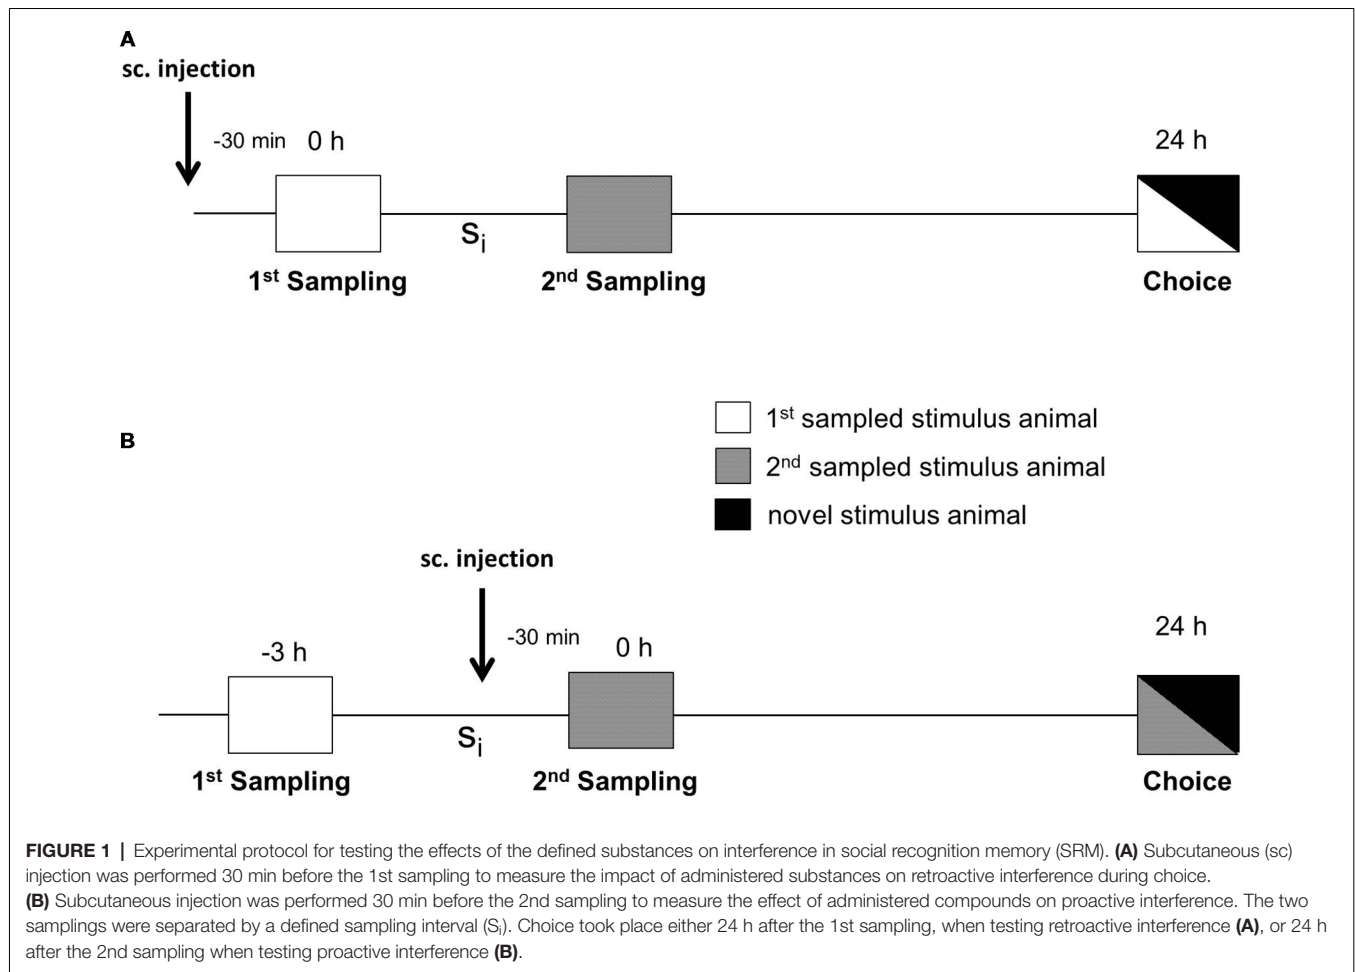 A
sc. injection
-30 min 0 h 24 h
Si
1st Sampling 2nd Sampling Choice
1st sampled stimulus animal
B
2nd sampled stimulus animal
novel stimulus animal
sc. injection
-3 h -30 min 0 h 24 h
Si
1st Sampling 2nd Sampling Choice
FIGURE 1 | Experimental protocol for testing the effects of the defined substances on interference in social recognition memory (SRM). (A) Subcutaneous (sc)
injection was performed 30 min before the 1st sampling to measure the impact of administered substances on retroactive interference during choice.
(B) Subcutaneous injection was performed 30 min before the 2nd sampling to measure the effect of administered compounds on proactive interference. The two
samplings were separated by a defined sampling interval (Si). Choice took place either 24 h after the 1st sampling, when testing retroactive interference (A), or 24 h
after the 2nd sampling when testing proactive interference (B).